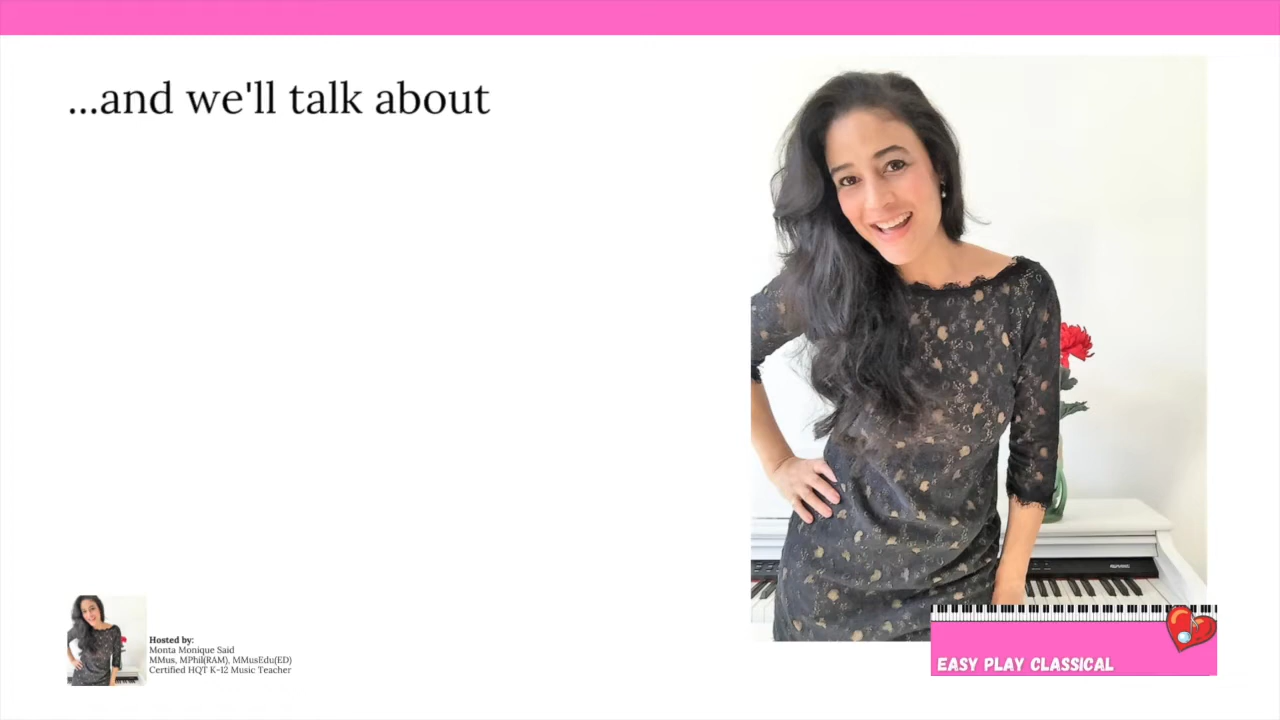 ...and we'll talk about
Hosted by:
Monta Monique Said
MMus, MPhil(RAM), MMusEdu(ED)
Certified HQT K-12 Music Teacher
EASY PLAY CLASSICAL